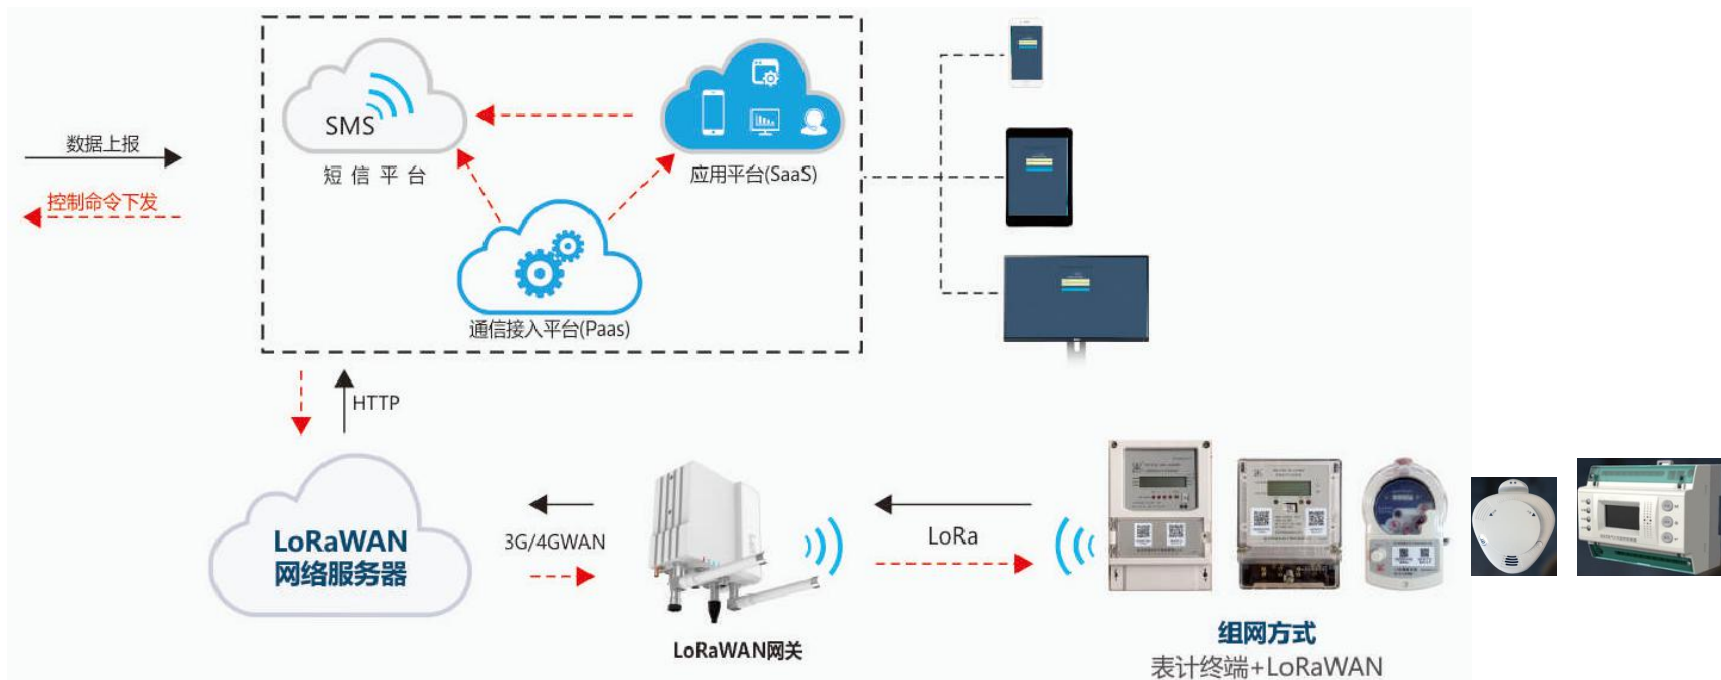 SMS
短信平台
应用平台(SaaS)
数据上报
控制命令下发
通信接入平台(Paas)
HTTP
LoRaWAN
网络服务器
3G/4GWAN
LoRa
LoRaWAN网关
组网方式
表计终端+LoRaWAN